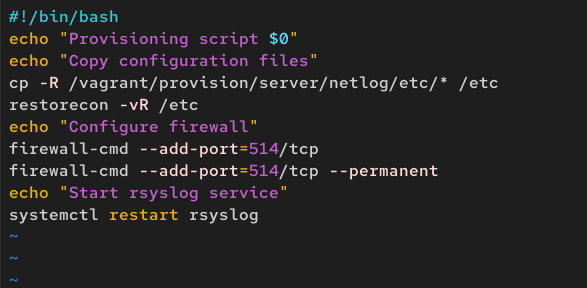 #!/bin/bash
echo "Provisioning script $0"
echo "Copy configuration files"
cp -R /vagrant/provision/server/netlog/etc/* /etc
restorecon -vR /etc
echo "Configure firewall"
firewall-cmd --add-port=514/tcp
firewall-cmd --add-port=514/tcp --permanent
echo "Start rsyslog service"
systemctl restart rsyslog
~
~
~